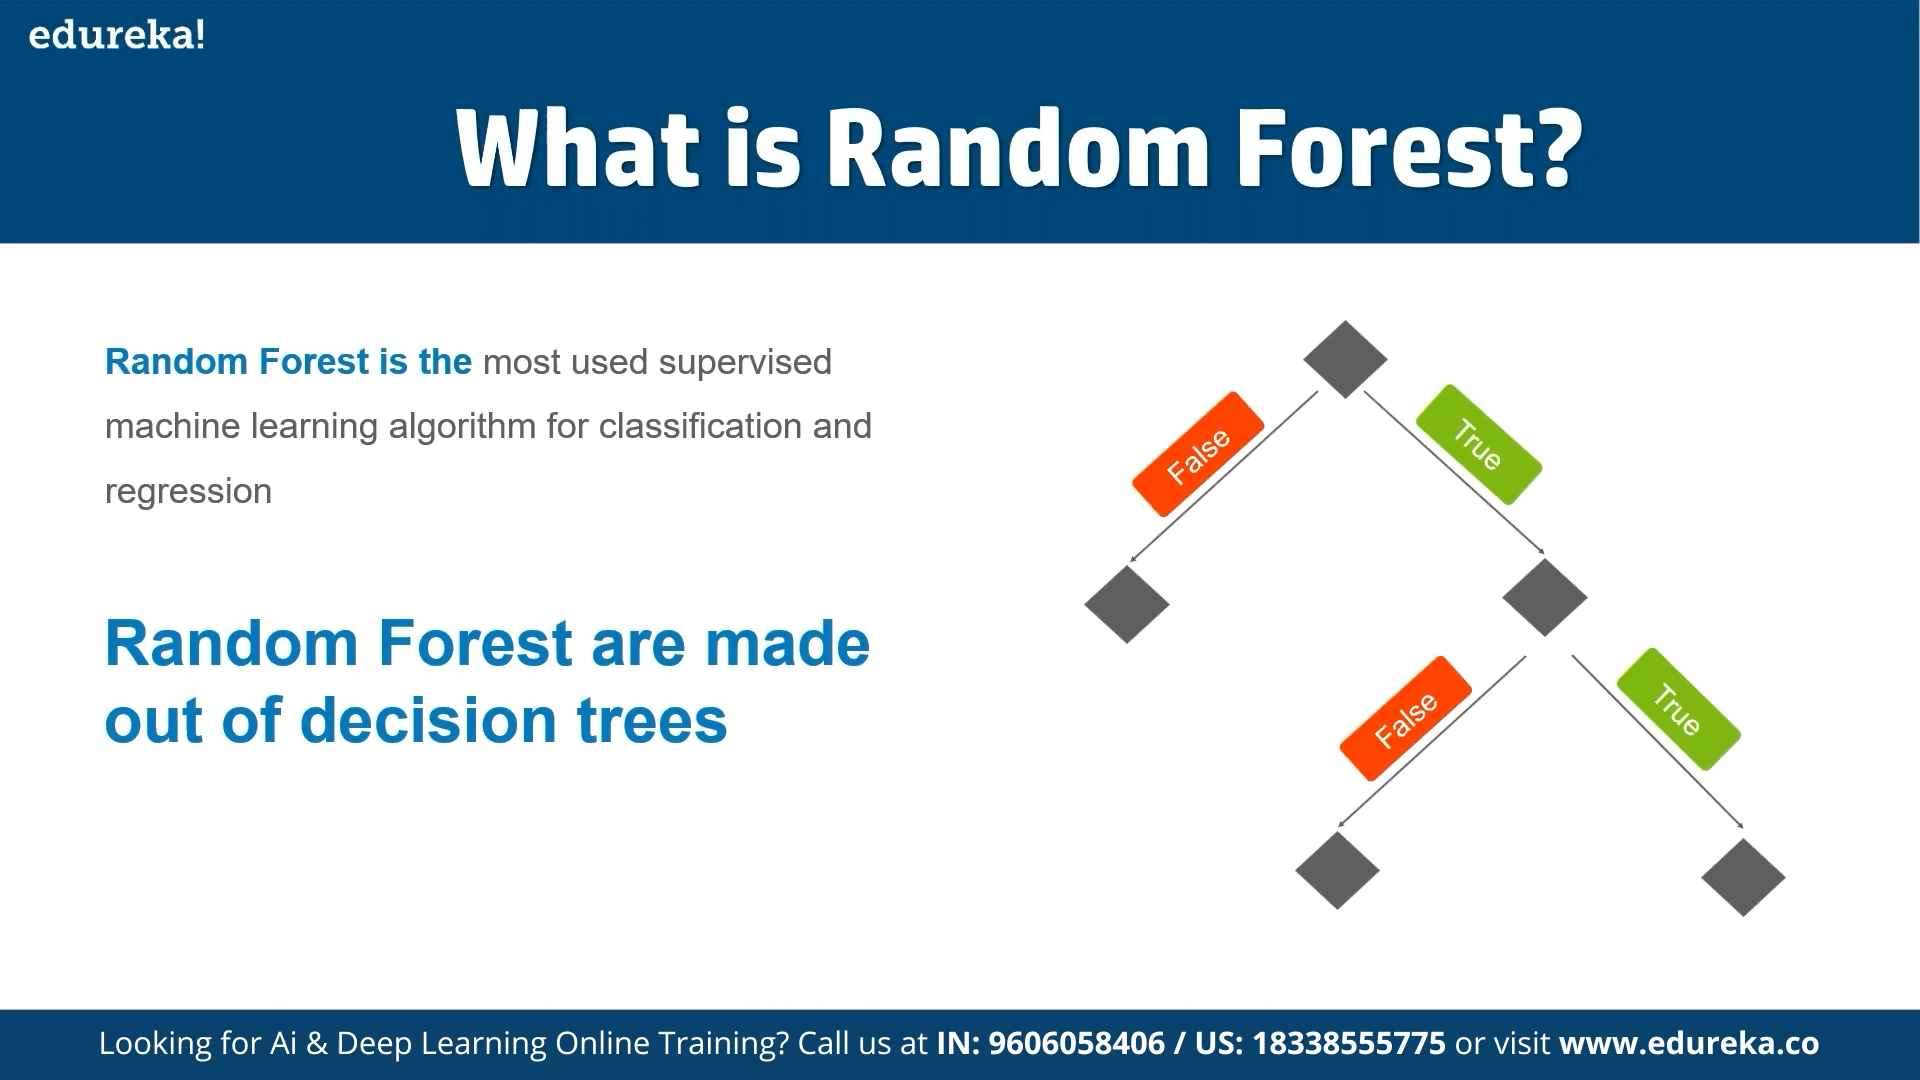 edureka!
What is Random Forest?
Random Forest is the most used supervised
machine learning algorithm for classification and
regression
Random Forest are made
out of decision trees
False
True
False
True
Looking for Ai & Deep Learning Online Training? Call us at IN: 9606058406 / US: 18338555775 or visit www.edureka.co